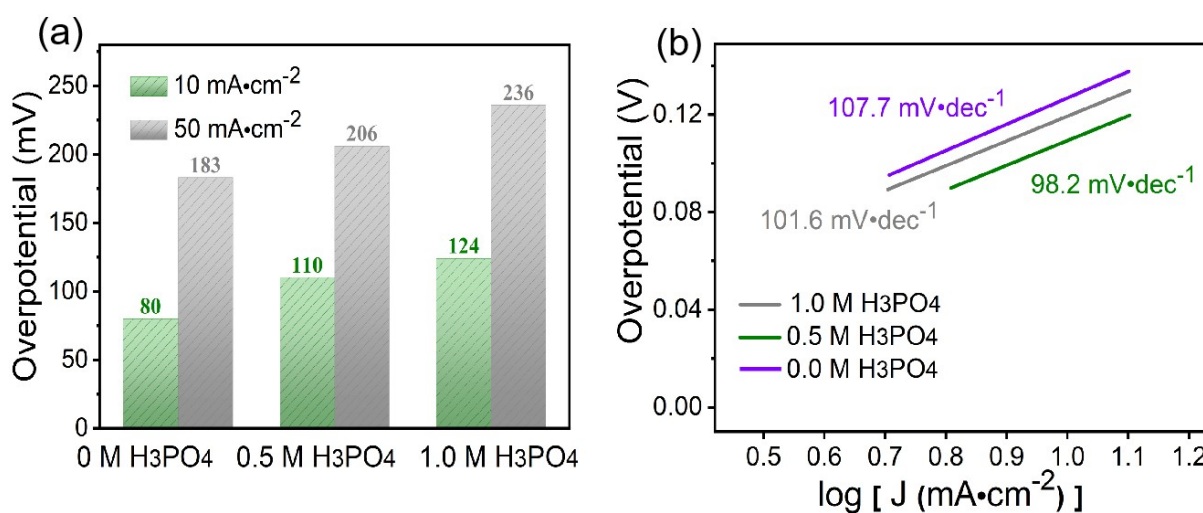 (a)
Overpotential (mV)
250
200
150
100
50
0
10 mA•cm⁻²
50 mA•cm⁻²
80
183
110
206
124
236
0 M H3PO4
0.5 M H3PO4
1.0 M H3PO4
(b)
Overpotential (V)
0.12
0.08
0.04
0.00
107.7 mV•dec⁻¹
98.2 mV•dec⁻¹
101.6 mV•dec⁻¹
1.0 M H3PO4
0.5 M H3PO4
0.0 M H3PO4
0.5 0.6 0.7 0.8 0.9 1.0 1.1 1.2
log [ J (mA•cm⁻²) ]